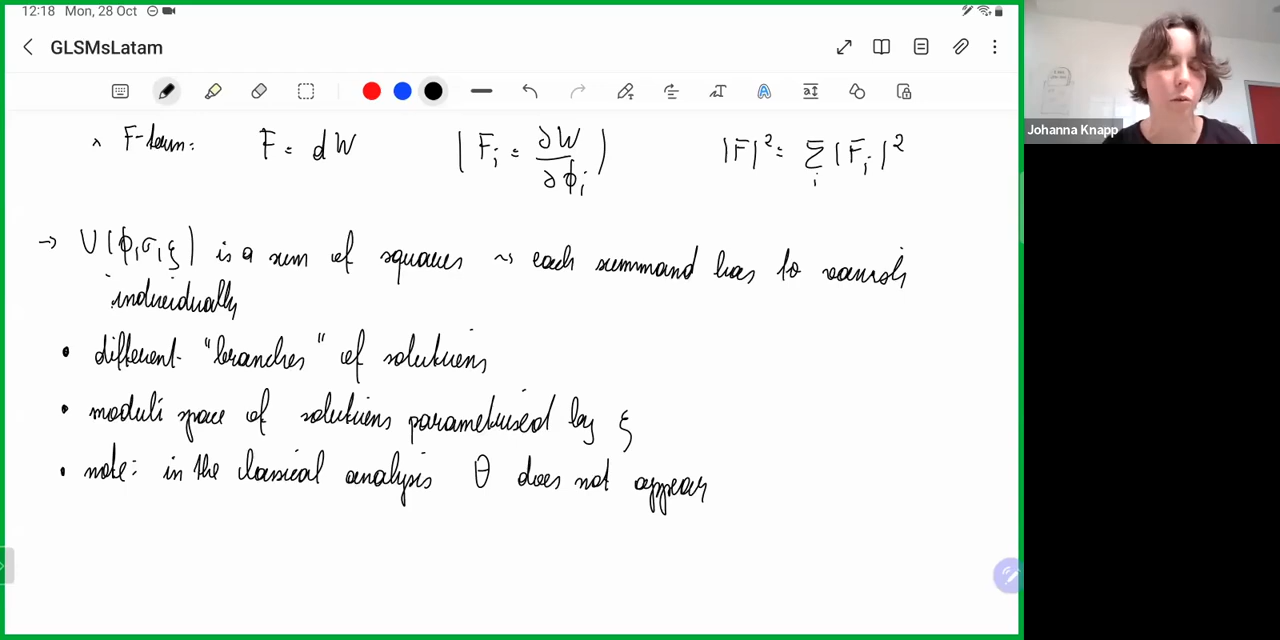 12:18 Mon, 28 Oct
GLSMsLatam
Johanna Knapp
× F-term: F = dW ( F_i = ∂W/∂ϕ_i ) |F|² = ∑_i |F_i|²
→ U(ϕ,σ,ξ) is a sum of squares ⇝ each summand has to vanish
individually
• different "branches" of solutions
• moduli space of solutions parametrised by ξ
• note: in the classical analysis θ does not appear